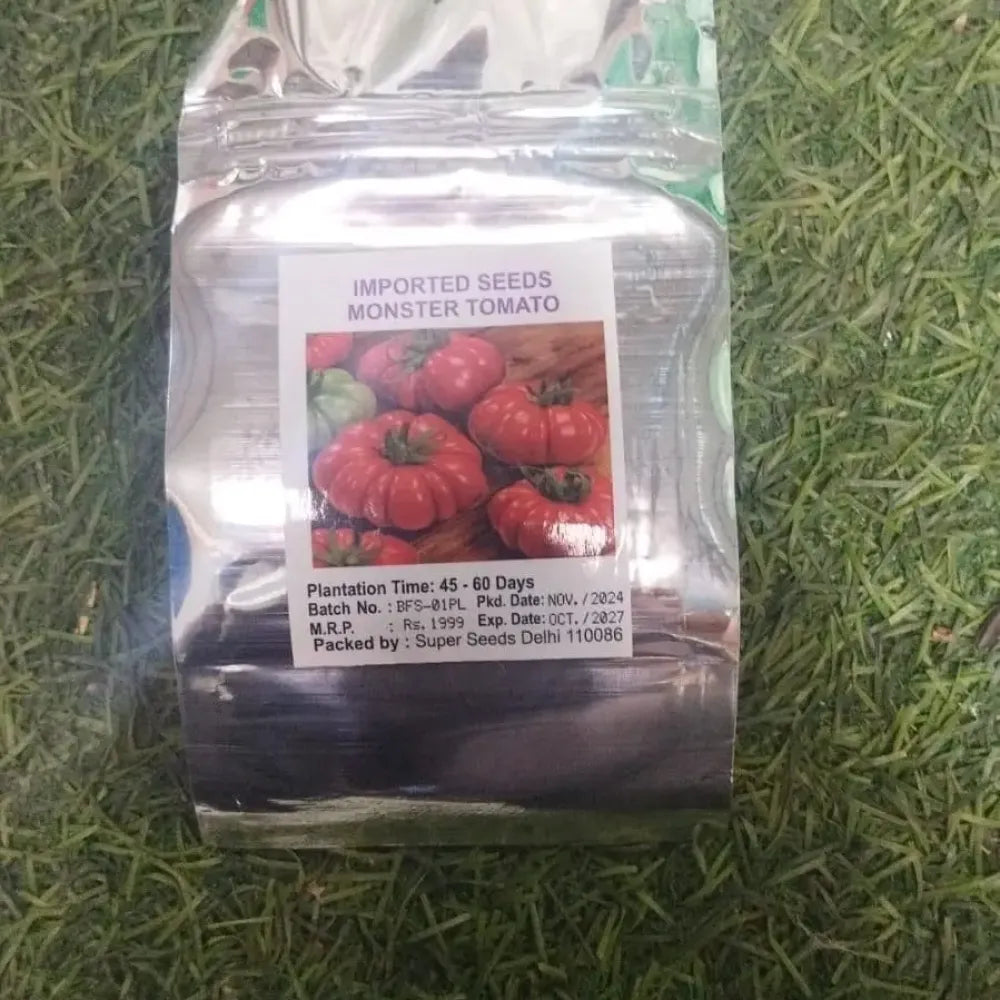 IMPORTED SEEDS
MONSTER TOMATO
Plantation Time: 45 - 60 Days
Batch No. : BFS-01PL Pkd. Date: NOV. / 2024
M.R.P. : Rs. 1999 Exp. Date: OCT. / 2027
Packed by : Super Seeds Delhi 110086